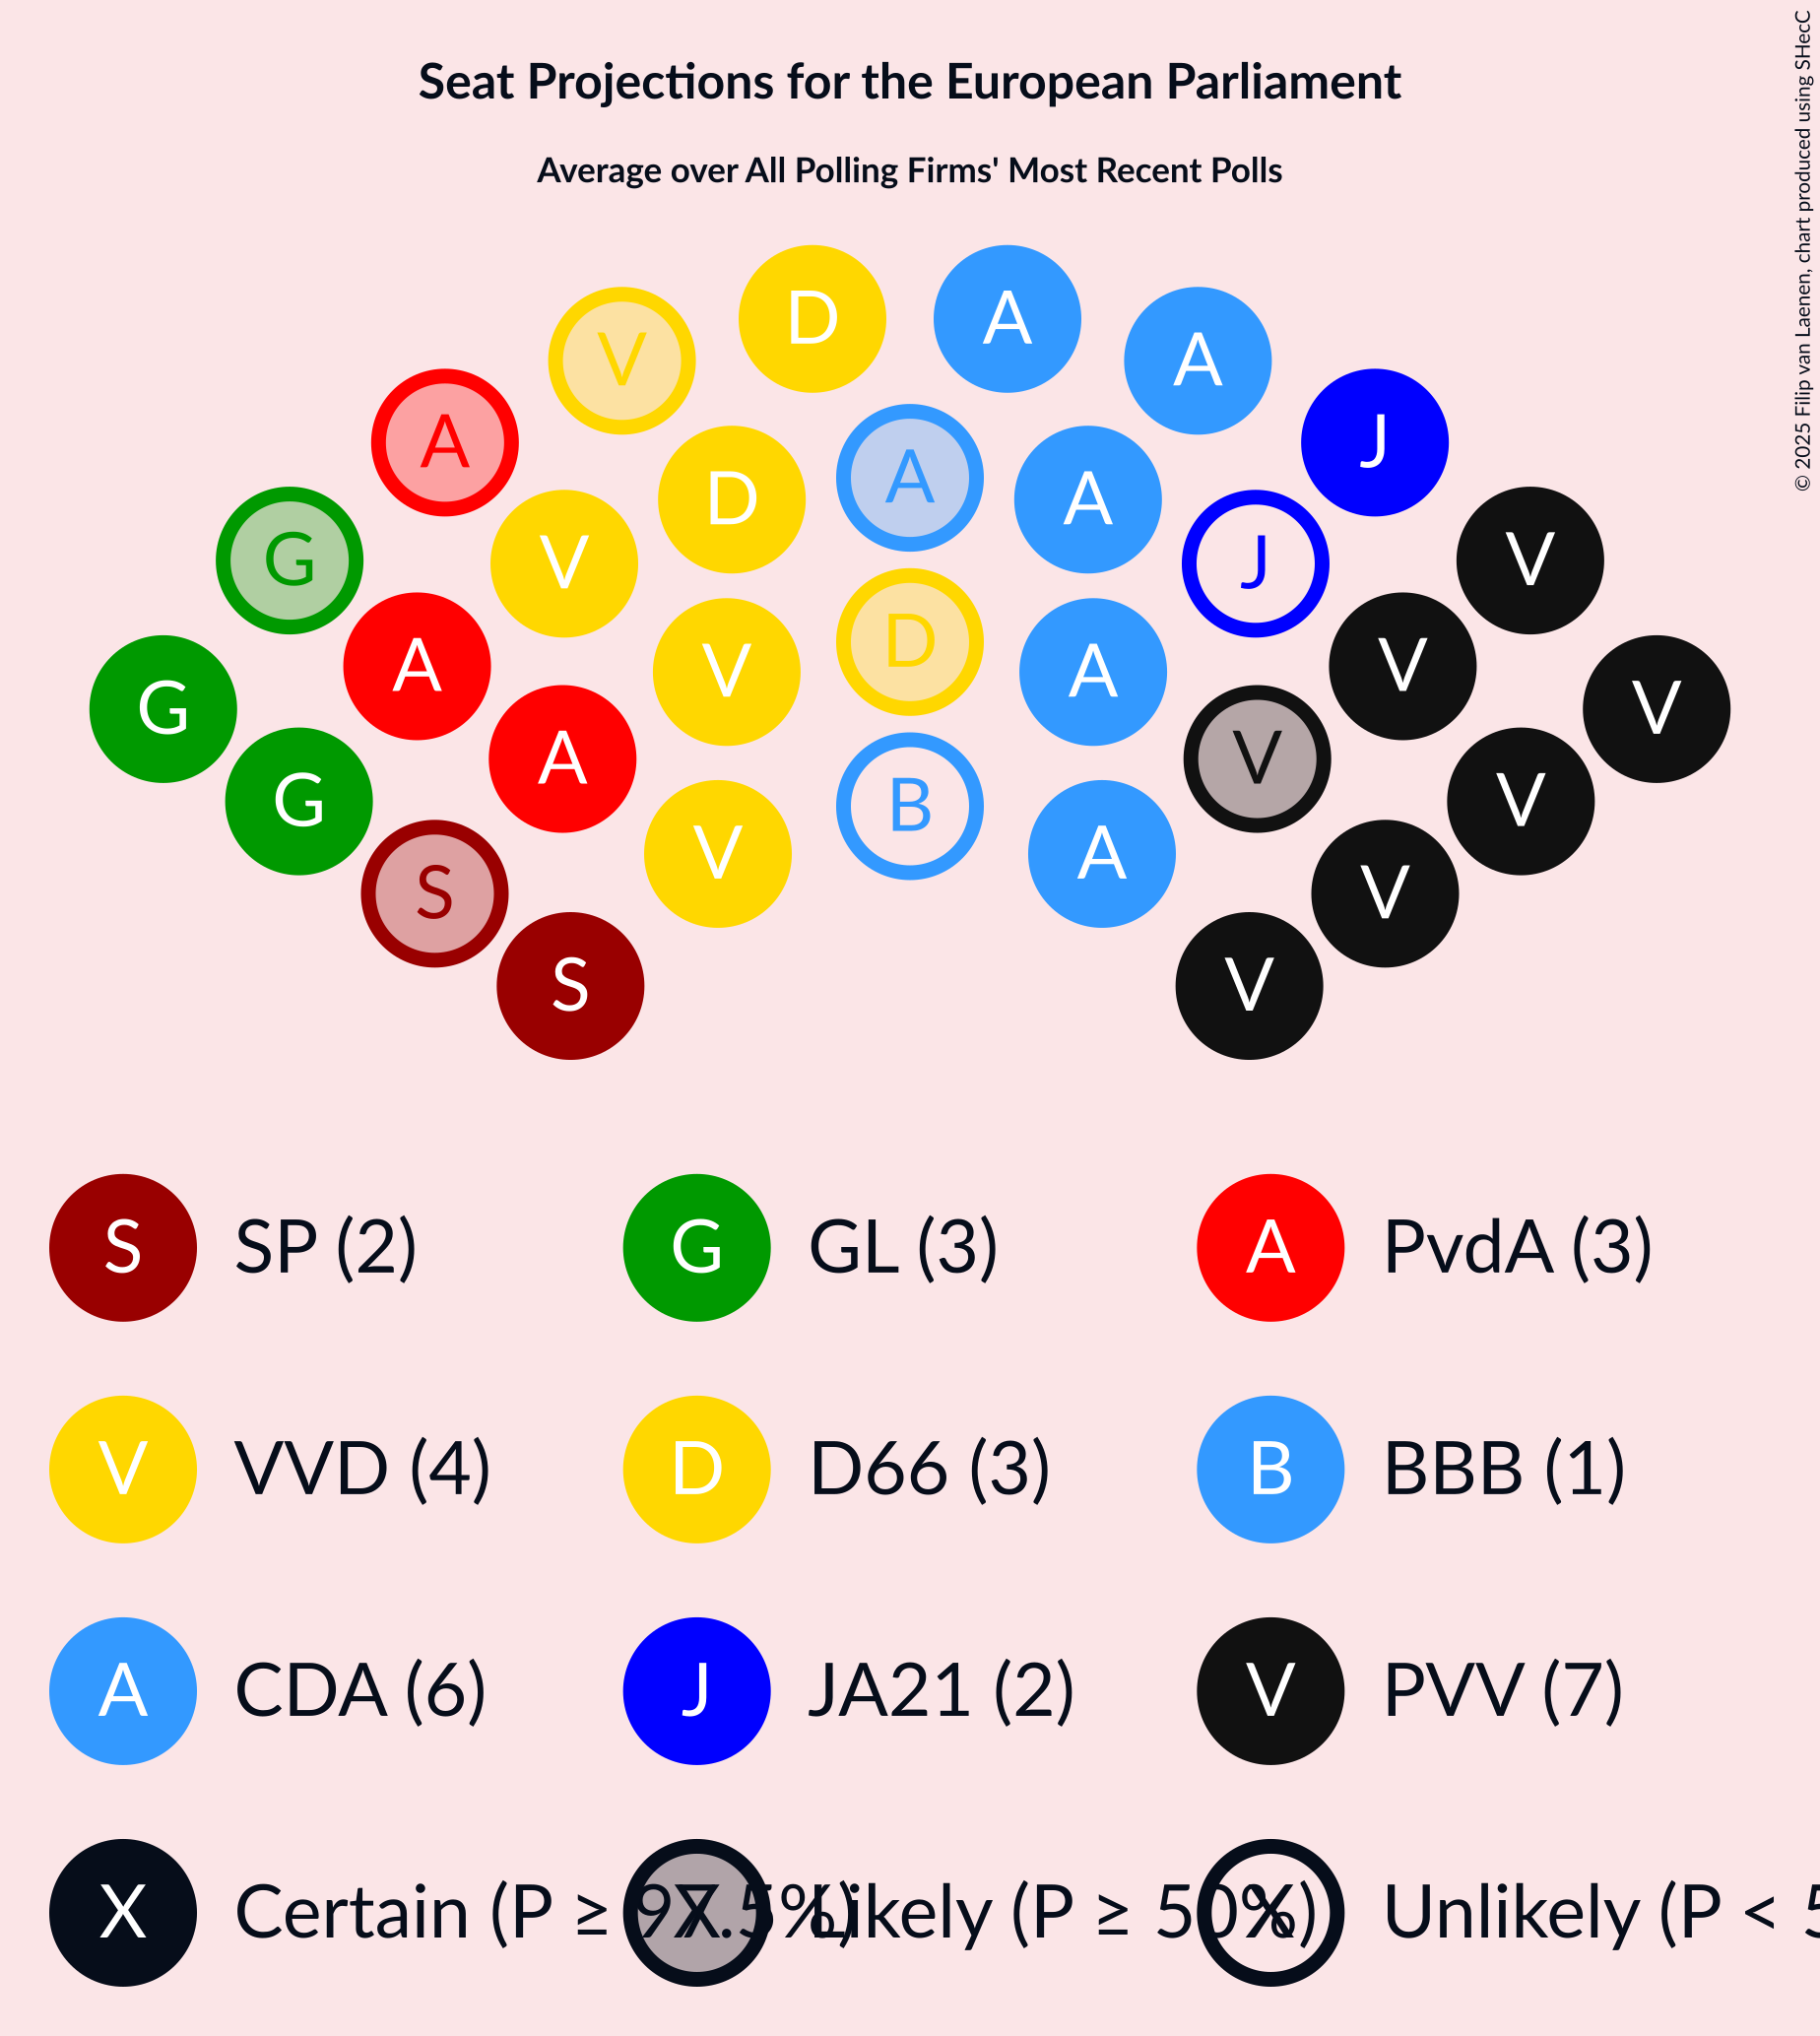 Seat Projections for the European Parliament
Average over All Polling Firms' Most Recent Polls
© 2025 Filip van Laenen, chart produced using SHecC
D A
V A
A J
A
D A
G V J V
V
D
A V
V A
G V
A V
G B V
V A
S V
S V
S SP (2) G GL (3) A PvdA (3)
V VVD (4) D D66 (3) B BBB (1)
A CDA (6) J JA21 (2) V PVV (7)
X Certain (P ≥ 97.5%) X Likely (P ≥ 50%) X Unlikely (P < 5